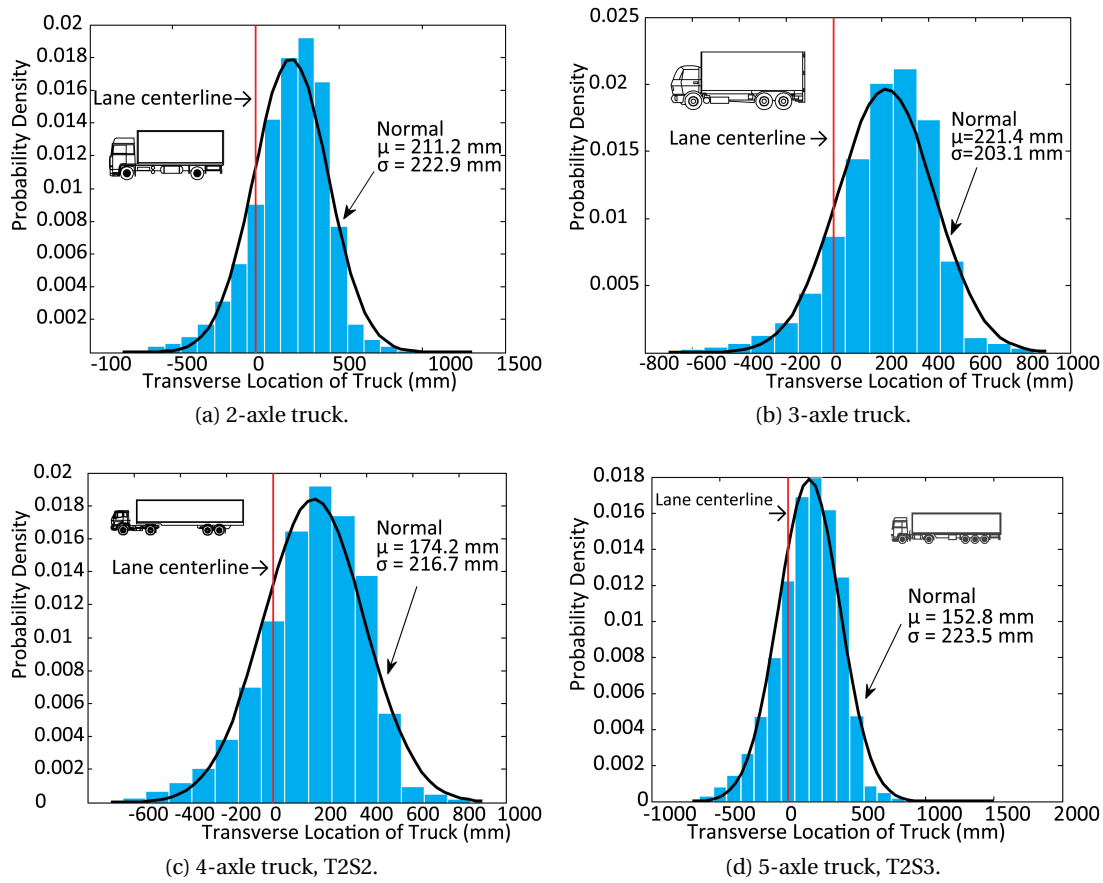 0.02
0.018
0.016
0.014
0.012
0.01
0.008
0.006
0.004
0.002
Probability Density
Lane centerline→
Normal
μ = 211.2 mm
σ = 222.9 mm
-1000 -500 0 500 1000 1500
Transverse Location of Truck (mm)
(a) 2-axle truck.
0.025
0.02
0.015
0.01
0.005
Probability Density
Lane centerline→
Normal
μ=221.4 mm
σ=203.1 mm
-800 -600 -400 -200 0 200 400 600 800 1000
Transverse Location of Truck (mm)
(b) 3-axle truck.
0.02
0.018
0.016
0.014
0.012
0.01
0.008
0.006
0.004
0.002
0
Probability Density
Lane centerline→
Normal
μ = 174.2 mm
σ = 216.7 mm
-800 -600 -400 -200 0 200 400 600 800 1000
Transverse Location of Truck (mm)
(c) 4-axle truck, T2S2.
0.018
0.016
0.014
0.012
0.01
0.008
0.006
0.004
0.002
0
Probability Density
Lane centerline
→
Normal
μ = 152.8 mm
σ = 223.5 mm
-1000 -500 0 500 1000 1500 2000
Transverse Location of Truck (mm)
(d) 5-axle truck, T2S3.